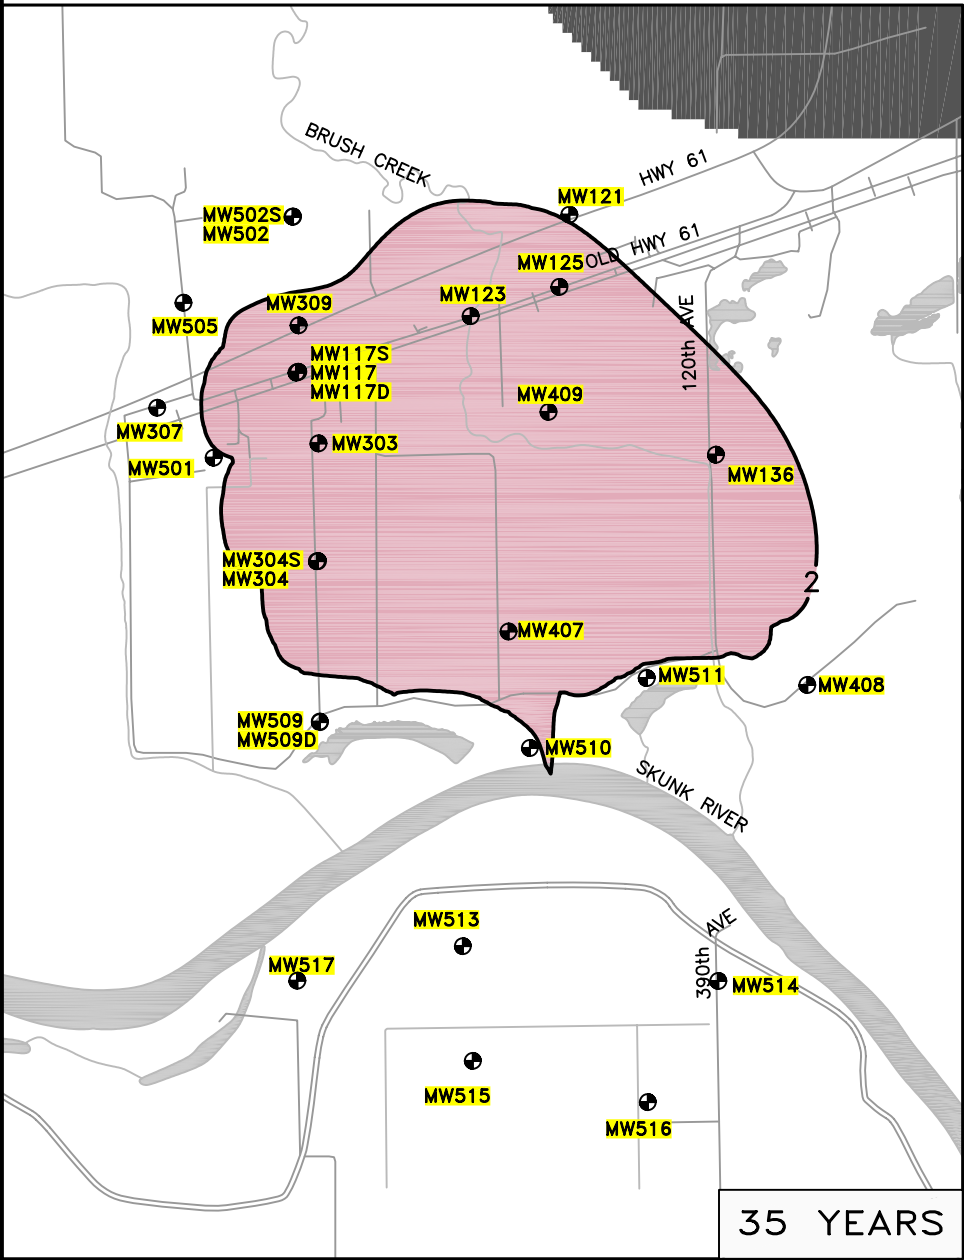 BRUSH CREEK
HWY 61
MW121
MW502S
MW502
OLD HWY 61
MW125
MW123
MW309
MW505
120th AVE
MW117S
MW117
MW117D
MW409
MW307
MW303
MW501
MW136
MW304S
MW304
2
MW407
MW511
MW408
MW509
MW509D
MW510
SKUNK RIVER
MW513
390th AVE
MW517
MW514
MW515
MW516
35 YEARS